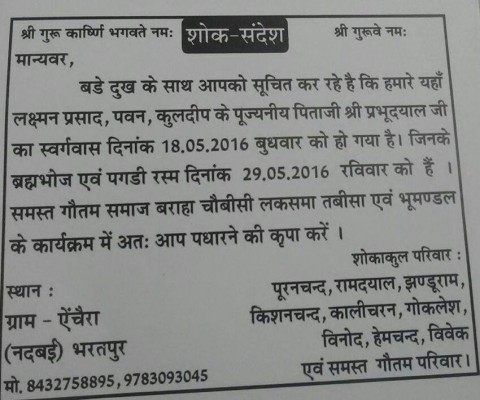 श्री गुरू कार्ष्णि भगवते नमः शोक-संदेश श्री गुरूवे नमः
मान्यवर,
बडे दुख के साथ आपको सूचित कर रहे है कि हमारे यहाँ
लक्ष्मन प्रसाद, पवन, कुलदीप के पूज्यनीय पिताजी श्री प्रभूदयाल जी
का स्वर्गवास दिनांक 18.05.2016 बुधवार को हो गया है। जिनके
ब्रह्मभोज एवं पगडी रस्म दिनांक 29.05.2016 रविवार को हैं ।
समस्त गौतम समाज बराहा चौबीसी लकसमा तबीसा एवं भूमण्डल
के कार्यक्रम में अतः आप पधारने की कृपा करें ।
शोकाकुल परिवार :
पूरनचन्द, रामदयाल, झण्डूराम,
किशनचन्द, कालीचरन, गोकलेश,
विनोद, हेमचन्द, विवेक
एवं समस्त गौतम परिवार।
स्थान :
ग्राम - ऐंचैरा
(नदबई) भरतपुर
मो. 8432758895, 9783093045